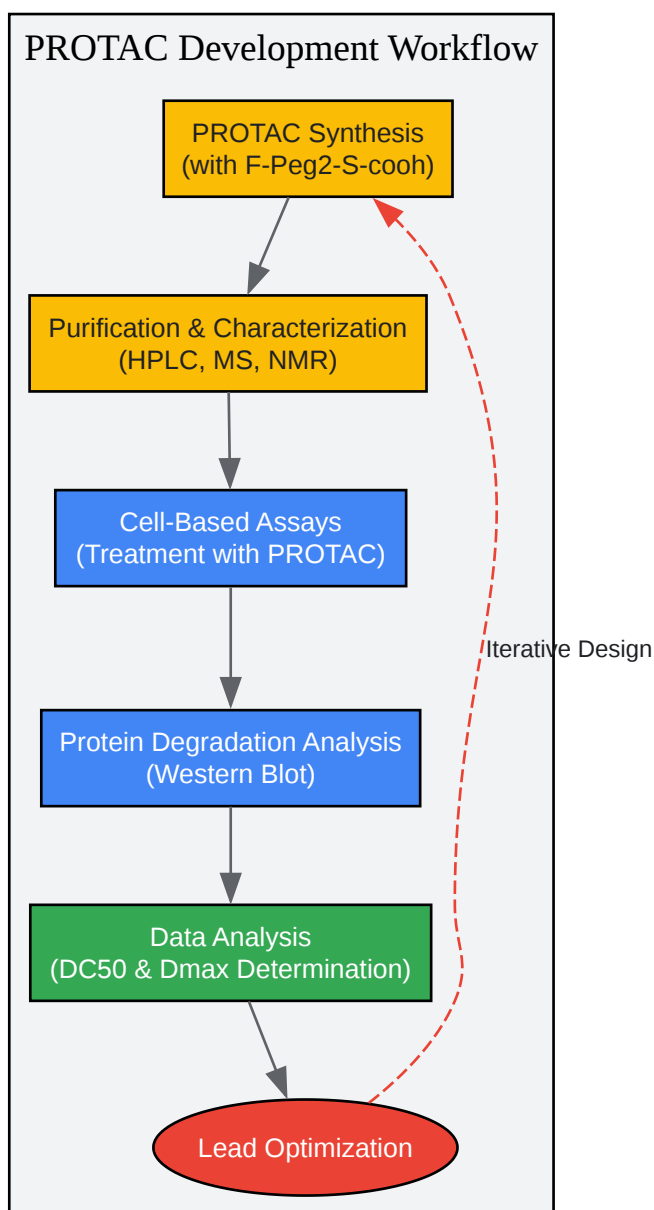 PROTAC Development Workflow
PROTAC Synthesis
(with F-Peg2-S-cooh)
Purification & Characterization
(HPLC, MS, NMR)
Cell-Based Assays
(Treatment with PROTAC)
Iterative Design
Protein Degradation Analysis
(Western Blot)
Data Analysis
(DC50 & Dmax Determination)
Lead Optimization